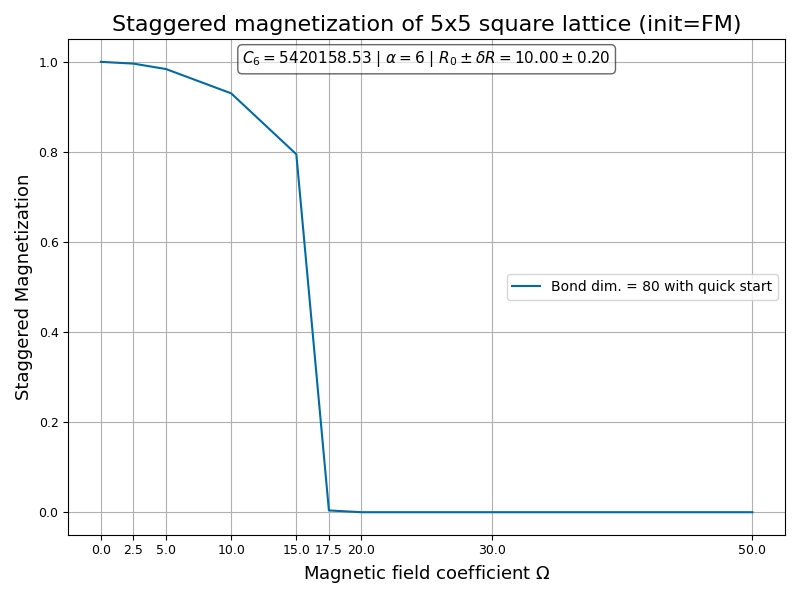 Staggered magnetization of 5x5 square lattice (init=FM)
C₆ = 5420158.53 | α = 6 | R₀ ± δR = 10.00 ± 0.20
1.0
0.8
0.6
0.4
0.2
0.0
Staggered Magnetization
Bond dim. = 80 with quick start
0.0 2.5 5.0 10.0 15.0 17.5 20.0 30.0 50.0
Magnetic field coefficient Ω